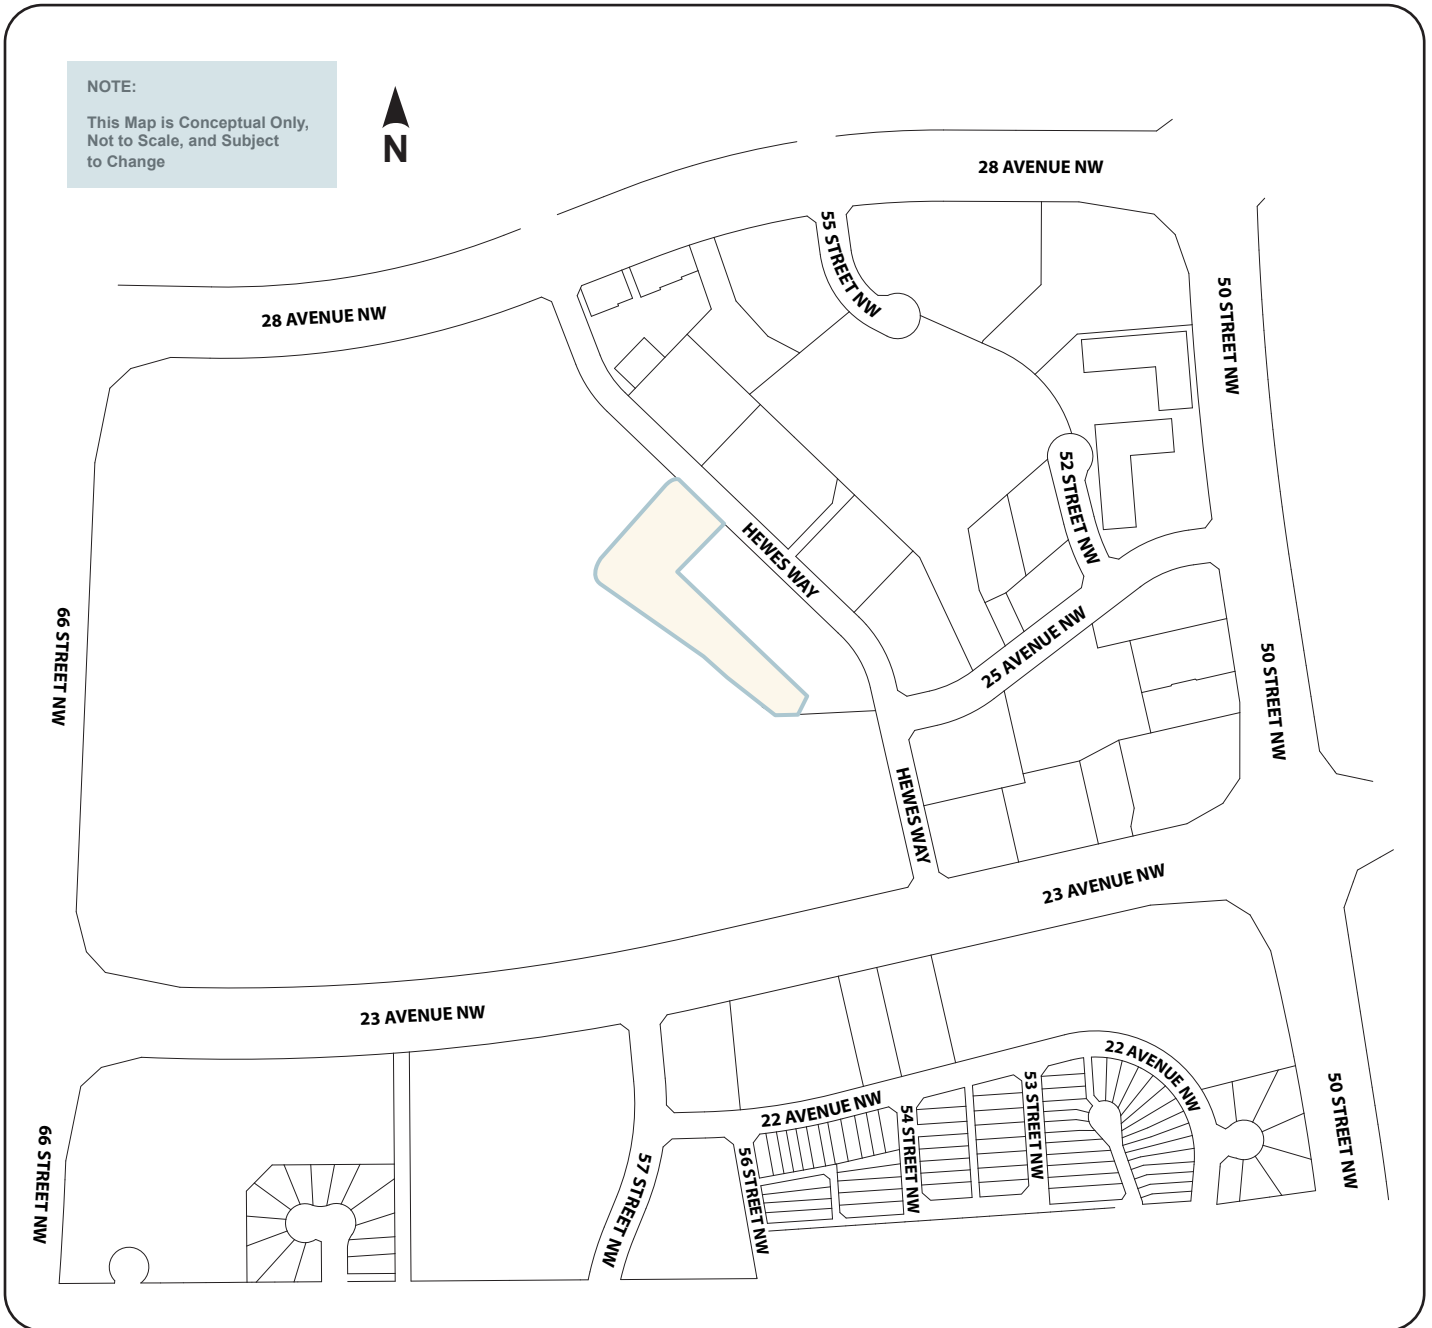 NOTE:
This Map is Conceptual Only,
Not to Scale, and Subject
to Change
N
28 AVENUE NW
55 STREET NW
28 AVENUE NW
50 STREET NW
52 STREET NW
HEWES WAY
66 STREET NW
25 AVENUE NW
50 STREET NW
HEWES WAY
23 AVENUE NW
23 AVENUE NW
22 AVENUE NW
22 AVENUE NW
53 STREET NW
54 STREET NW
50 STREET NW
66 STREET NW
57 STREET NW
56 STREET NW